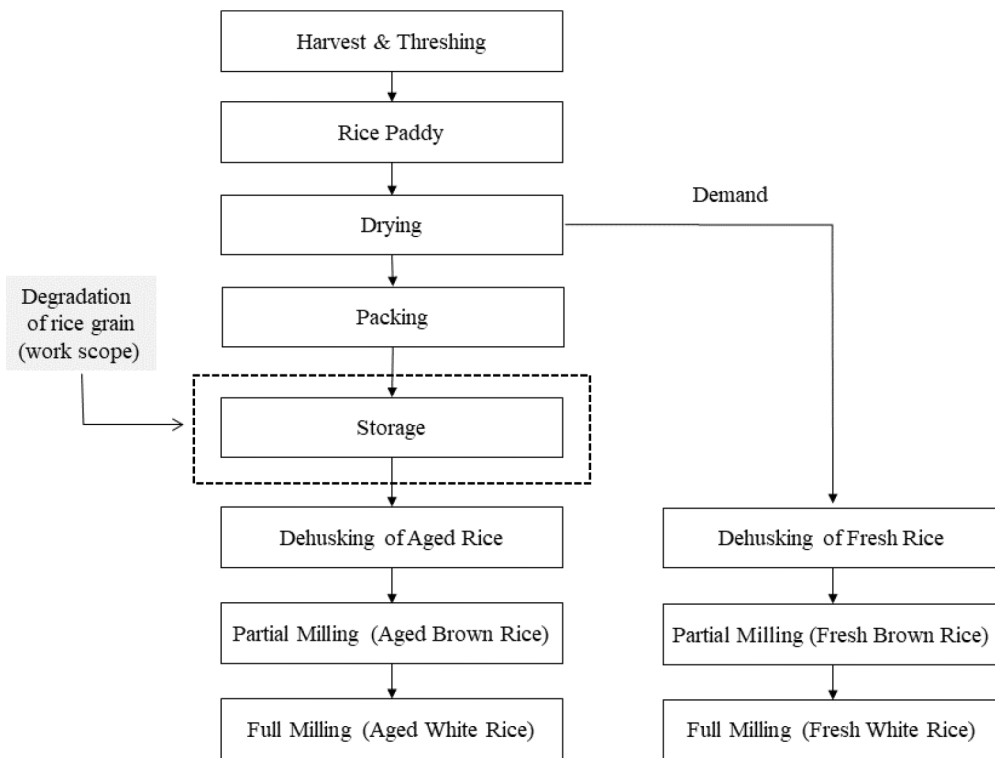 Harvest & Threshing
Rice Paddy
Drying
Demand
Degradation
of rice grain
(work scope)
Packing
Storage
Dehusking of Aged Rice
Dehusking of Fresh Rice
Partial Milling (Aged Brown Rice)
Partial Milling (Fresh Brown Rice)
Full Milling (Aged White Rice)
Full Milling (Fresh White Rice)